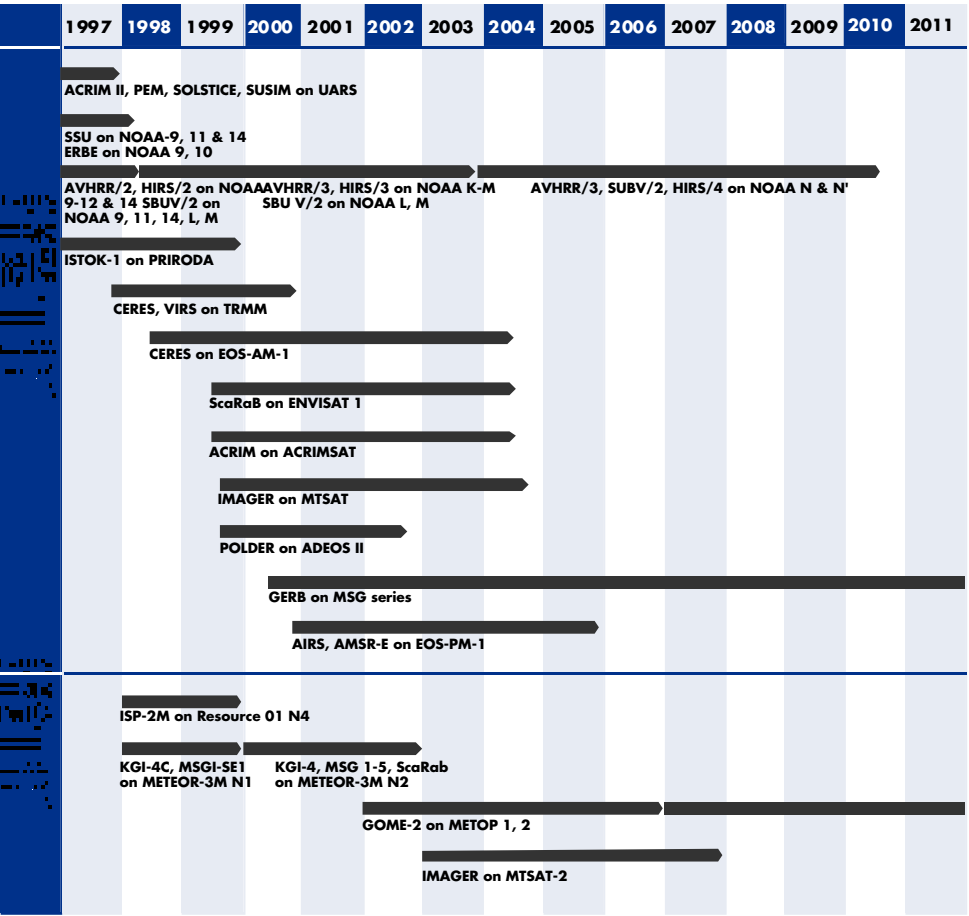 1997 1998 1999 2000 2001 2002 2003 2004 2005 2006 2007 2008 2009 2010 2011
ACRIM II, PEM, SOLSTICE, SUSIM on UARS
SSU on NOAA-9, 11 & 14
ERBE on NOAA 9, 10
AVHRR/2, HIRS/2 on NOAA
9-12 & 14 SBUV/2 on
NOAA 9, 11, 14, L, M
AVHRR/3, HIRS/3 on NOAA K-M
SBU V/2 on NOAA L, M
AVHRR/3, SUBV/2, HIRS/4 on NOAA N & N'
ISTOK-1 on PRIRODA
CERES, VIRS on TRMM
CERES on EOS-AM-1
ScaRaB on ENVISAT 1
ACRIM on ACRIMSAT
IMAGER on MTSAT
POLDER on ADEOS II
GERB on MSG series
AIRS, AMSR-E on EOS-PM-1
ISP-2M on Resource 01 N4
KGI-4C, MSGI-SE1
on METEOR-3M N1
KGI-4, MSG 1-5, ScaRab
on METEOR-3M N2
GOME-2 on METOP 1, 2
IMAGER on MTSAT-2